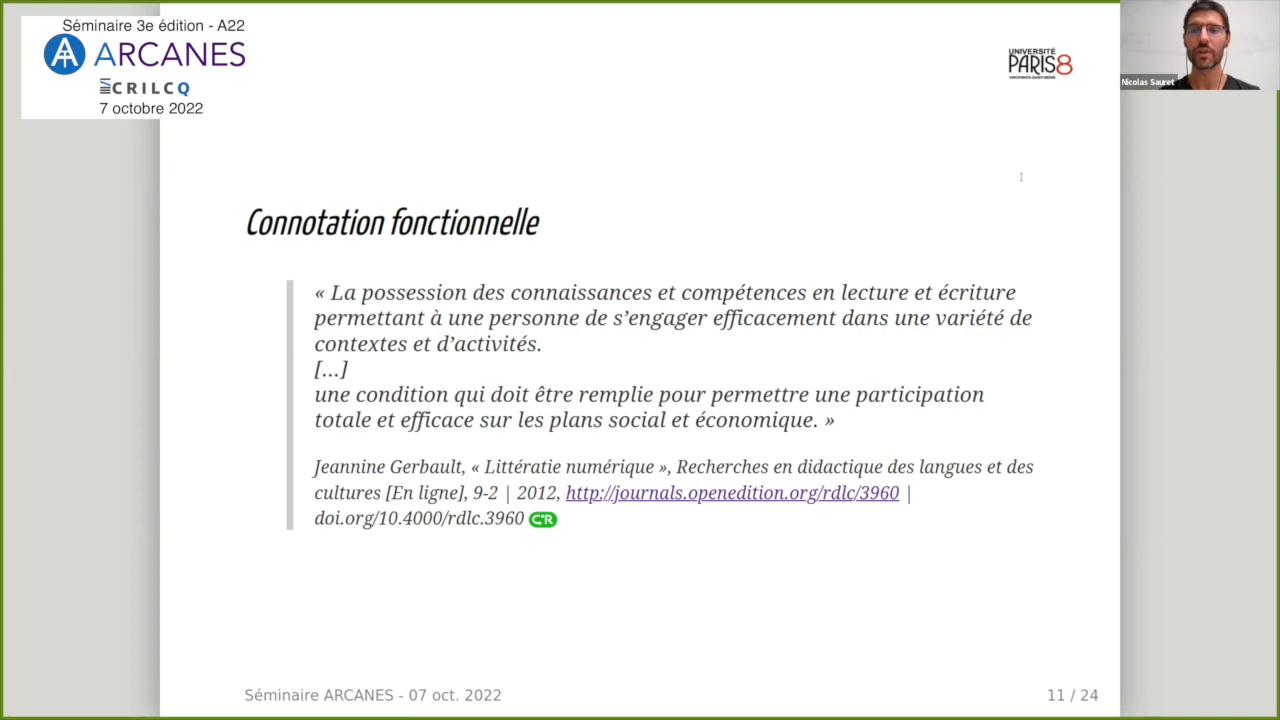 Séminaire 3e édition - A22
ARCANES
CRILCQ
7 octobre 2022
UNIVERSITÉ
PARIS8
VINCENNES-SAINT-DENIS
Nicolas Sauret
Connotation fonctionnelle
« La possession des connaissances et compétences en lecture et écriture
permettant à une personne de s’engager efficacement dans une variété de
contextes et d’activités.
[…]
une condition qui doit être remplie pour permettre une participation
totale et efficace sur les plans social et économique. »
Jeannine Gerbault, « Littératie numérique », Recherches en didactique des langues et des
cultures [En ligne], 9-2 | 2012, http://journals.openedition.org/rdlc/3960 |
doi.org/10.4000/rdlc.3960 C•R
Séminaire ARCANES - 07 oct. 2022
11 / 24